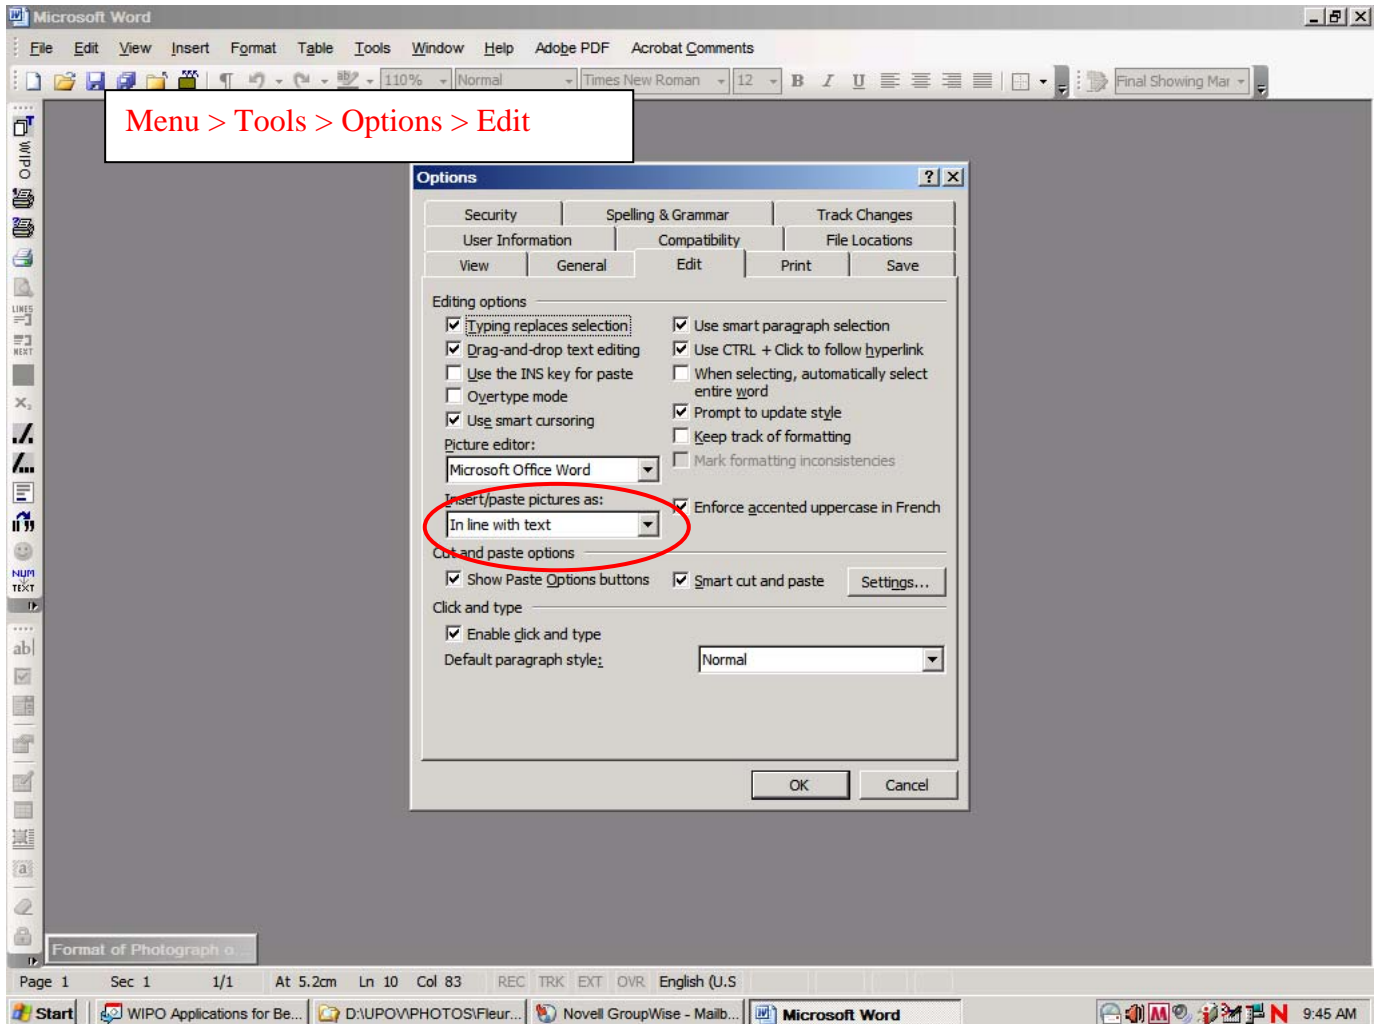 Microsoft Word
File Edit View Insert Format Table Tools Window Help Adobe PDF Acrobat Comments
110% Normal Times New Roman 12 B I U Final Showing Mar
Menu > Tools > Options > Edit
WIPO
LINES
NEXT
X₂
NUM
TEXT
ab
a
Options
Security Spelling & Grammar Track Changes
User Information Compatibility File Locations
View General Edit Print Save
Editing options
Typing replaces selection
Drag-and-drop text editing
Use the INS key for paste
Overtype mode
Use smart cursoring
Picture editor:
Microsoft Office Word
Insert/paste pictures as:
In line with text
Use smart paragraph selection
Use CTRL + Click to follow hyperlink
When selecting, automatically select
entire word
Prompt to update style
Keep track of formatting
Mark formatting inconsistencies
Enforce accented uppercase in French
Cut and paste options
Show Paste Options buttons Smart cut and paste Settings...
Click and type
Enable click and type
Default paragraph style: Normal
OK Cancel
Format of Photograph o...
Page 1 Sec 1 1/1 At 5.2cm Ln 10 Col 83 REC TRK EXT OVR English (U.S
Start WIPO Applications for Be... D:\UPOV\PHOTOS\Fleur... Novell GroupWise - Mailb... Microsoft Word M N 9:45 AM